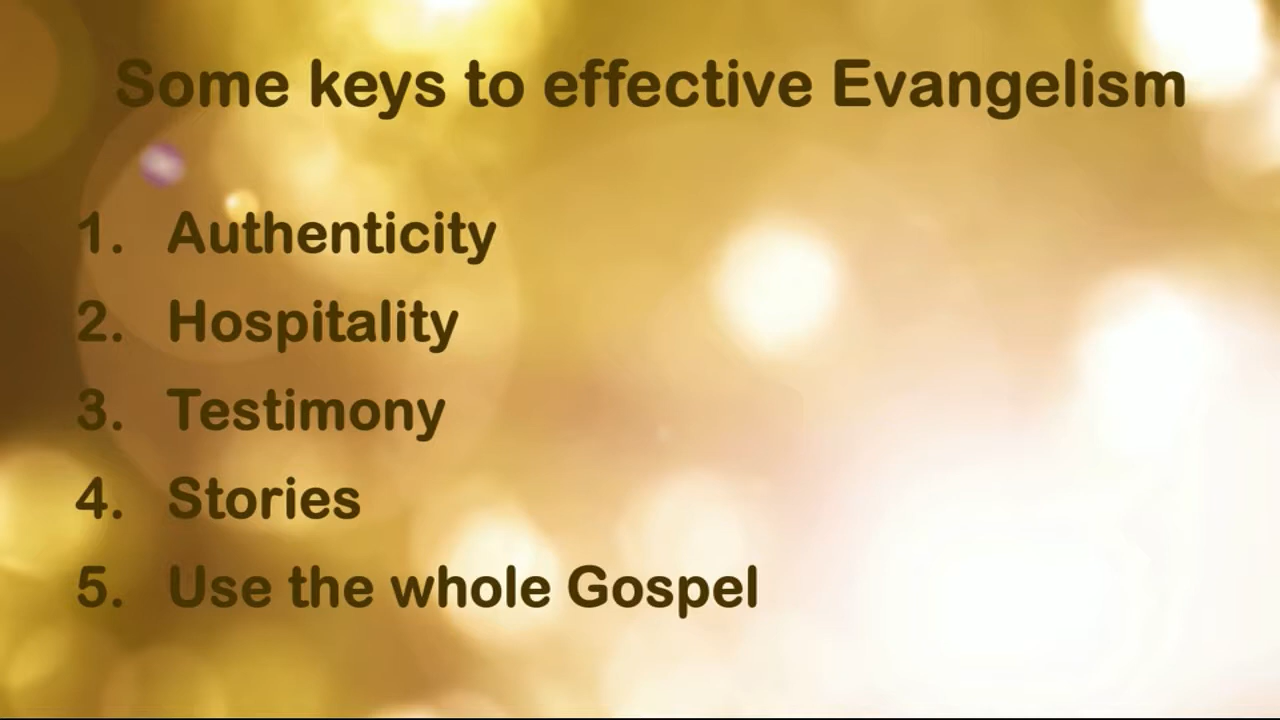 Some keys to effective Evangelism
1. Authenticity
2. Hospitality
3. Testimony
4. Stories
5. Use the whole Gospel